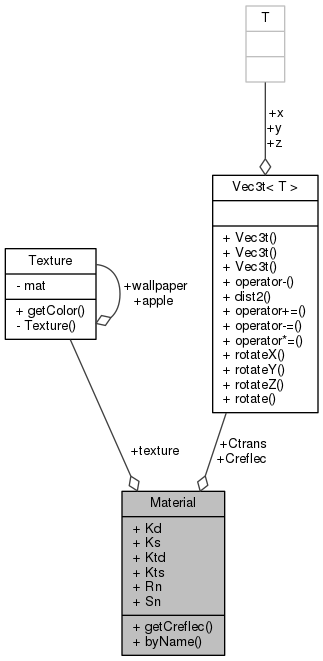 T
+x
+y
+z
Vec3t< T >
+ Vec3t()
+ Vec3t()
+ Vec3t()
+ operator-()
+ dist2()
+ operator+=()
+ operator-=()
+ operator*=()
+ rotateX()
+ rotateY()
+ rotateZ()
+ rotate()
Texture
- mat
+ getColor()
- Texture()
+wallpaper
+apple
+texture
+Ctrans
+Creflec
Material
+ Kd
+ Ks
+ Ktd
+ Kts
+ Rn
+ Sn
+ getCreflec()
+ byName()